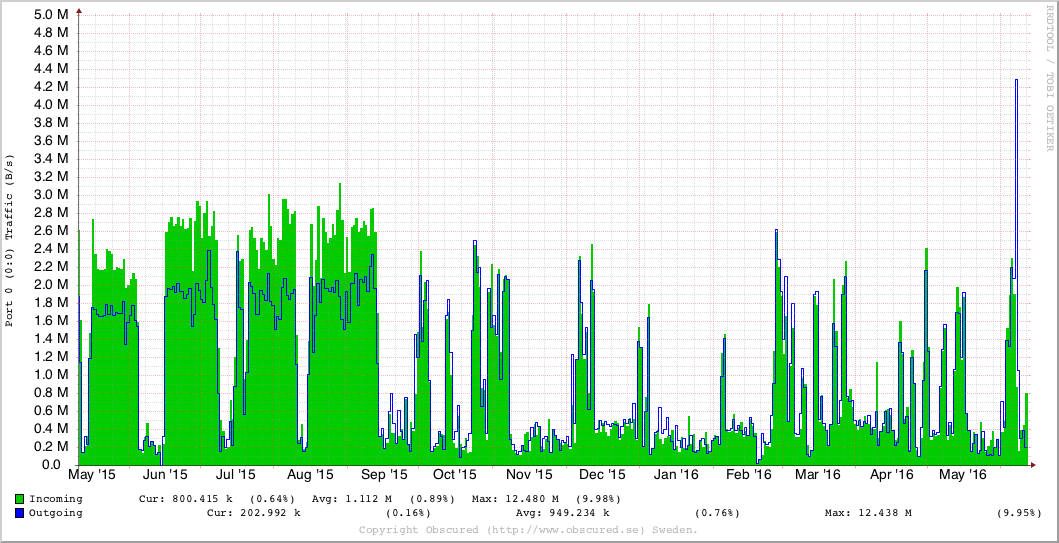 RRDTOOL / TOBI OETIKER
Port 0 (0:0) Traffic (B/s)
5.0 M
4.8 M
4.6 M
4.4 M
4.2 M
4.0 M
3.8 M
3.6 M
3.4 M
3.2 M
3.0 M
2.8 M
2.6 M
2.4 M
2.2 M
2.0 M
1.8 M
1.6 M
1.4 M
1.2 M
1.0 M
0.8 M
0.6 M
0.4 M
0.2 M
0.0
May '15 Jun '15 Jul '15 Aug '15 Sep '15 Oct '15 Nov '15 Dec '15 Jan '16 Feb '16 Mar '16 Apr '16 May '16
Incoming Cur: 800.415 k (0.64%) Avg: 1.112 M (0.89%) Max: 12.480 M (9.98%)
Outgoing Cur: 202.992 k (0.16%) Avg: 949.234 k (0.76%) Max: 12.438 M (9.95%)
Copyright Obscured (http://www.obscured.se) Sweden.